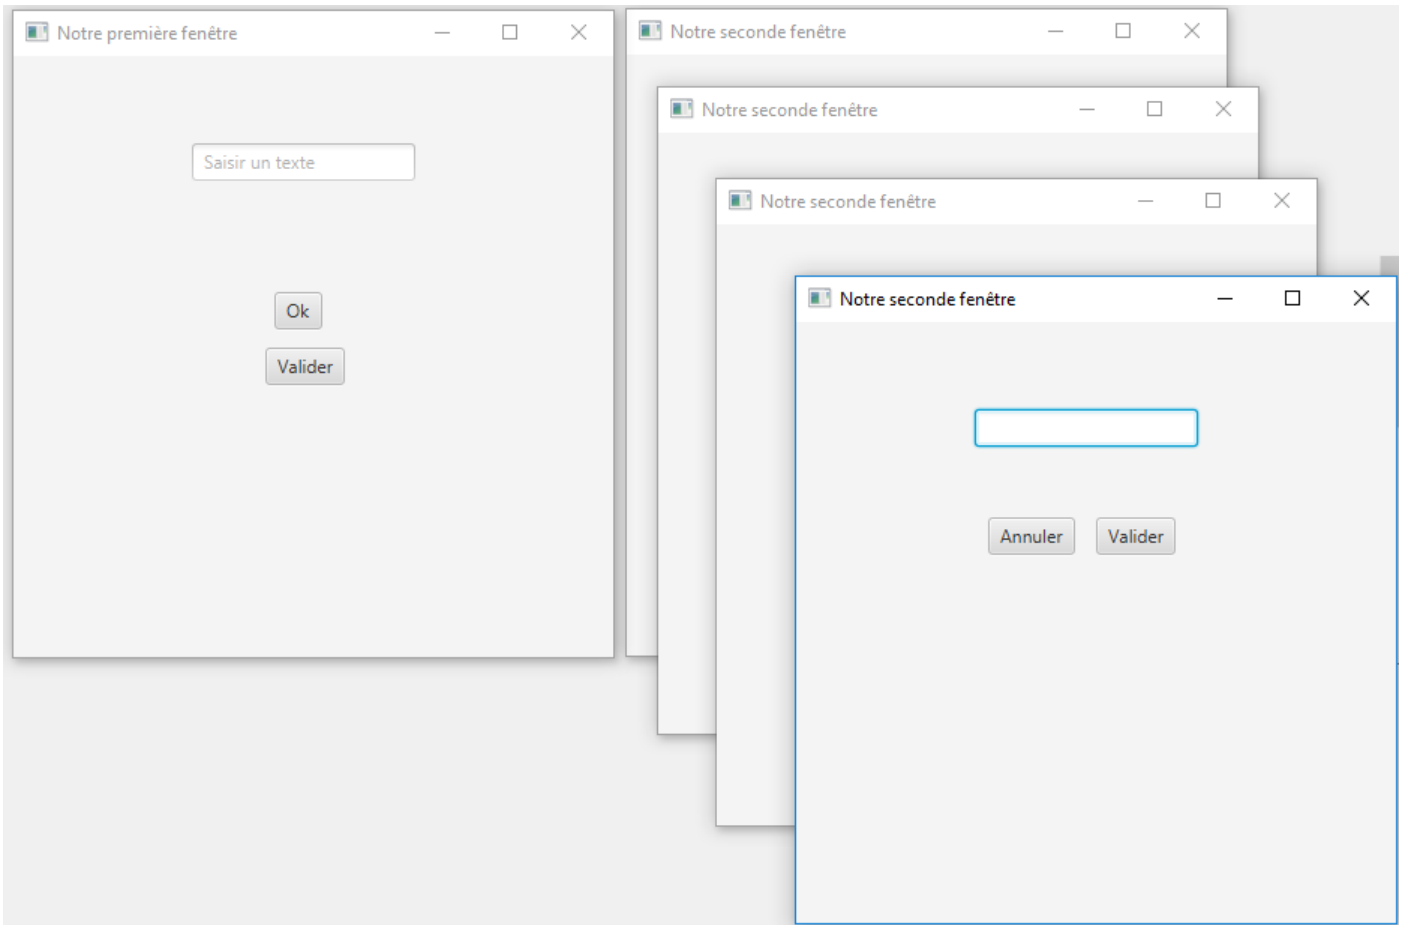 Notre première fenêtre
Saisir un texte
Ok
Valider
Notre seconde fenêtre
Notre seconde fenêtre
Notre seconde fenêtre
Notre seconde fenêtre
Annuler Valider